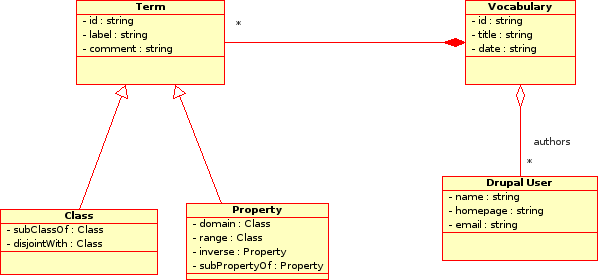 Term
- id : string
- label : string
- comment : string
*
Vocabulary
- id : string
- title : string
- date : string
authors
*
Drupal User
- name : string
- homepage : string
- email : string
Class
- subClassOf : Class
- disjointWith : Class
Property
- domain : Class
- range : Class
- inverse : Property
- subPropertyOf : Property